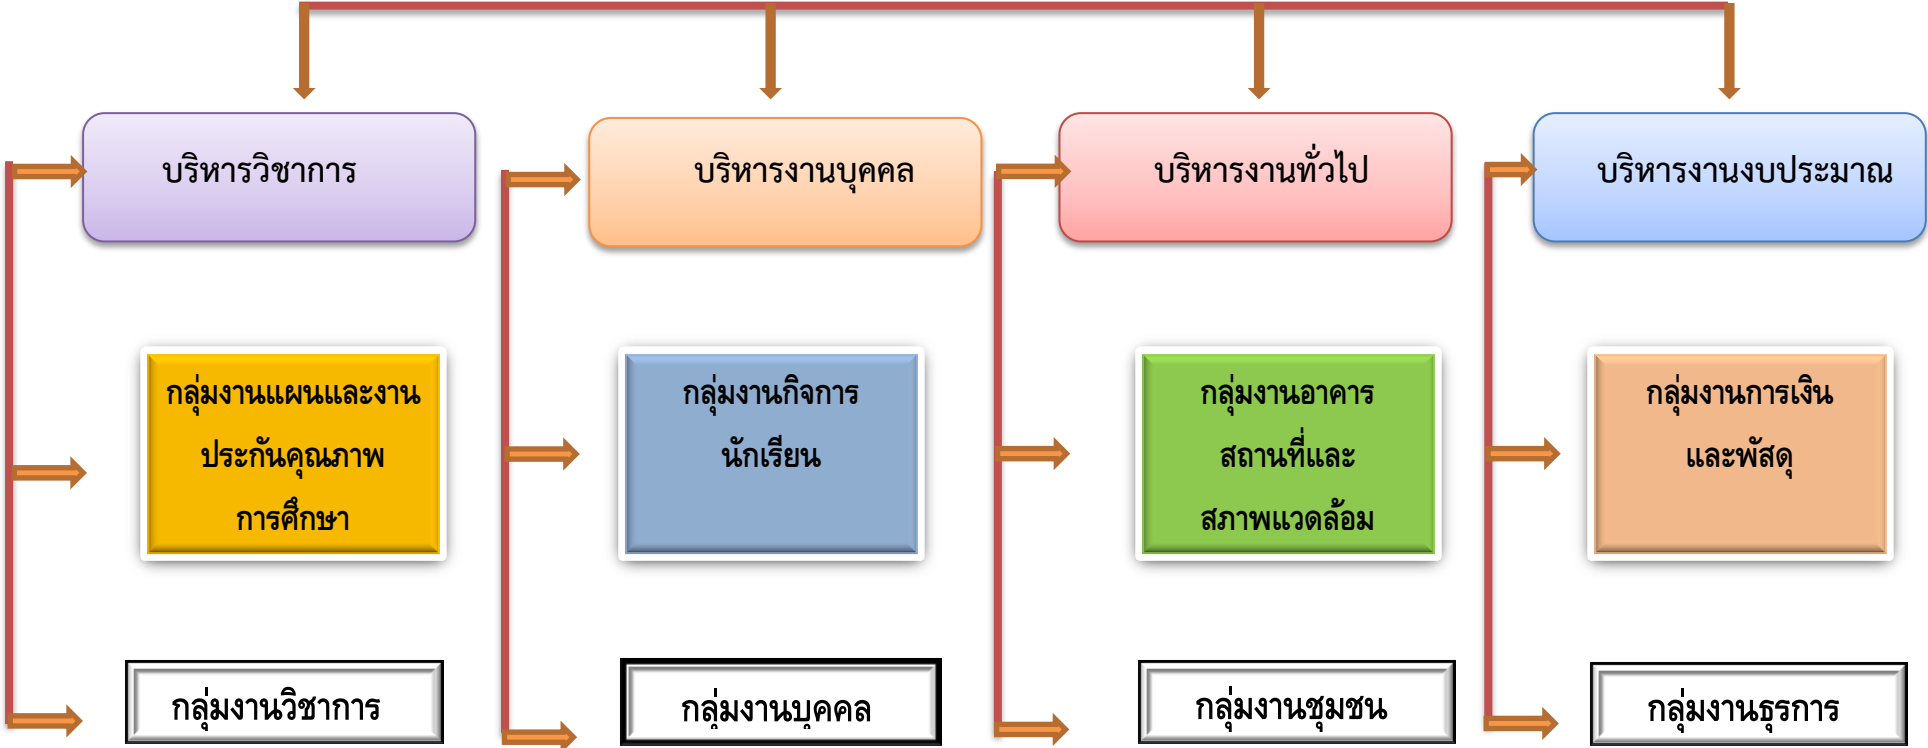 บริหารวิชาการ
บริหารงานบุคคล
บริหารงานทั่วไป
บริหารงานงบประมาณ
กลุ่มงานแผนและงาน
ประกันคุณภาพ
การศึกษา
กลุ่มงานกิจการ
นักเรียน
กลุ่มงานอาคาร
สถานที่และ
สภาพแวดล้อม
กลุ่มงานการเงิน
และพัสดุ
กลุ่มงานวิชาการ
กลุ่มงานบุคคล
กลุ่มงานชุมชน
กลุ่มงานธุรการ